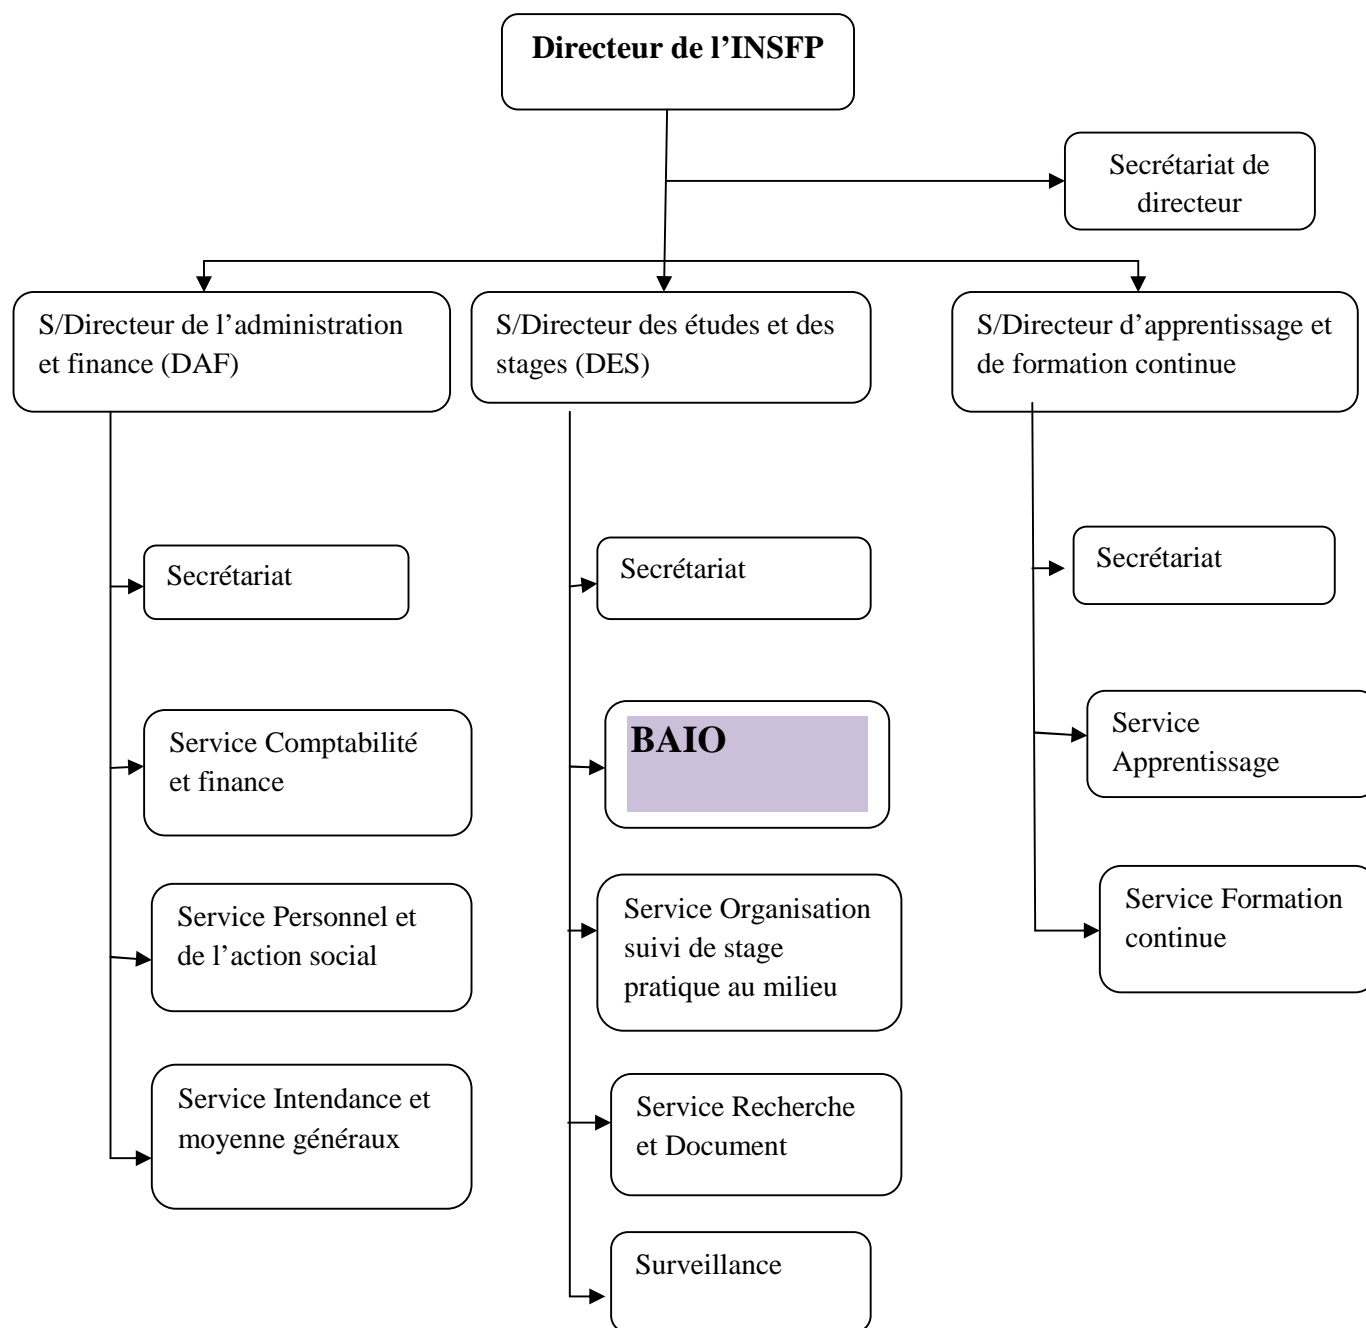 Directeur de l’INSFP
Secrétariat de
directeur
S/Directeur de l’administration
et finance (DAF)
S/Directeur des études et des
stages (DES)
S/Directeur d’apprentissage et
de formation continue
Secrétariat
Secrétariat
Secrétariat
Service Comptabilité
et finance
BAIO
Service
Apprentissage
Service Personnel et
de l’action social
Service Organisation
suivi de stage
pratique au milieu
Service Formation
continue
Service Intendance et
moyenne généraux
Service Recherche
et Document
Surveillance